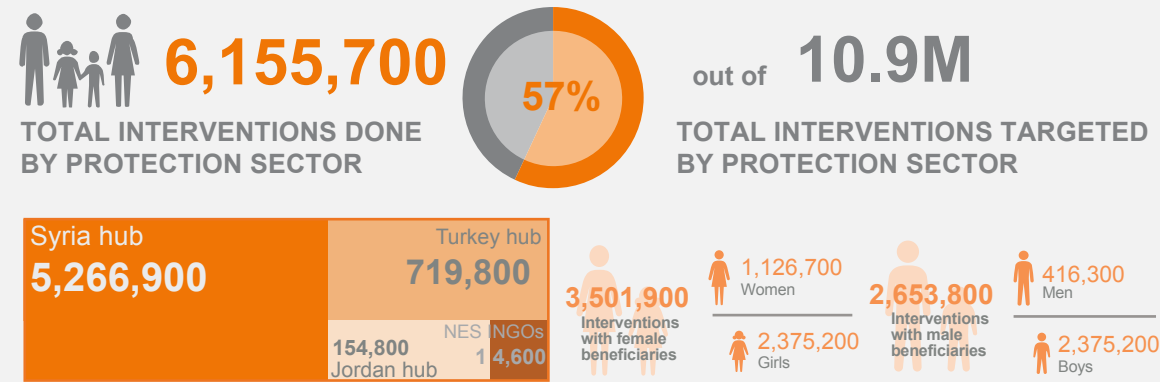 6,155,700
TOTAL INTERVENTIONS DONE
BY PROTECTION SECTOR
57%
out of 10.9M
TOTAL INTERVENTIONS TARGETED
BY PROTECTION SECTOR
Syria hub
5,266,900
Turkey hub
719,800
154,800
Jordan hub
NES INGOs
14,600
3,501,900
Interventions
with female
beneficiaries
1,126,700
Women
2,375,200
Girls
2,653,800
Interventions
with male
beneficiaries
416,300
Men
2,375,200
Boys